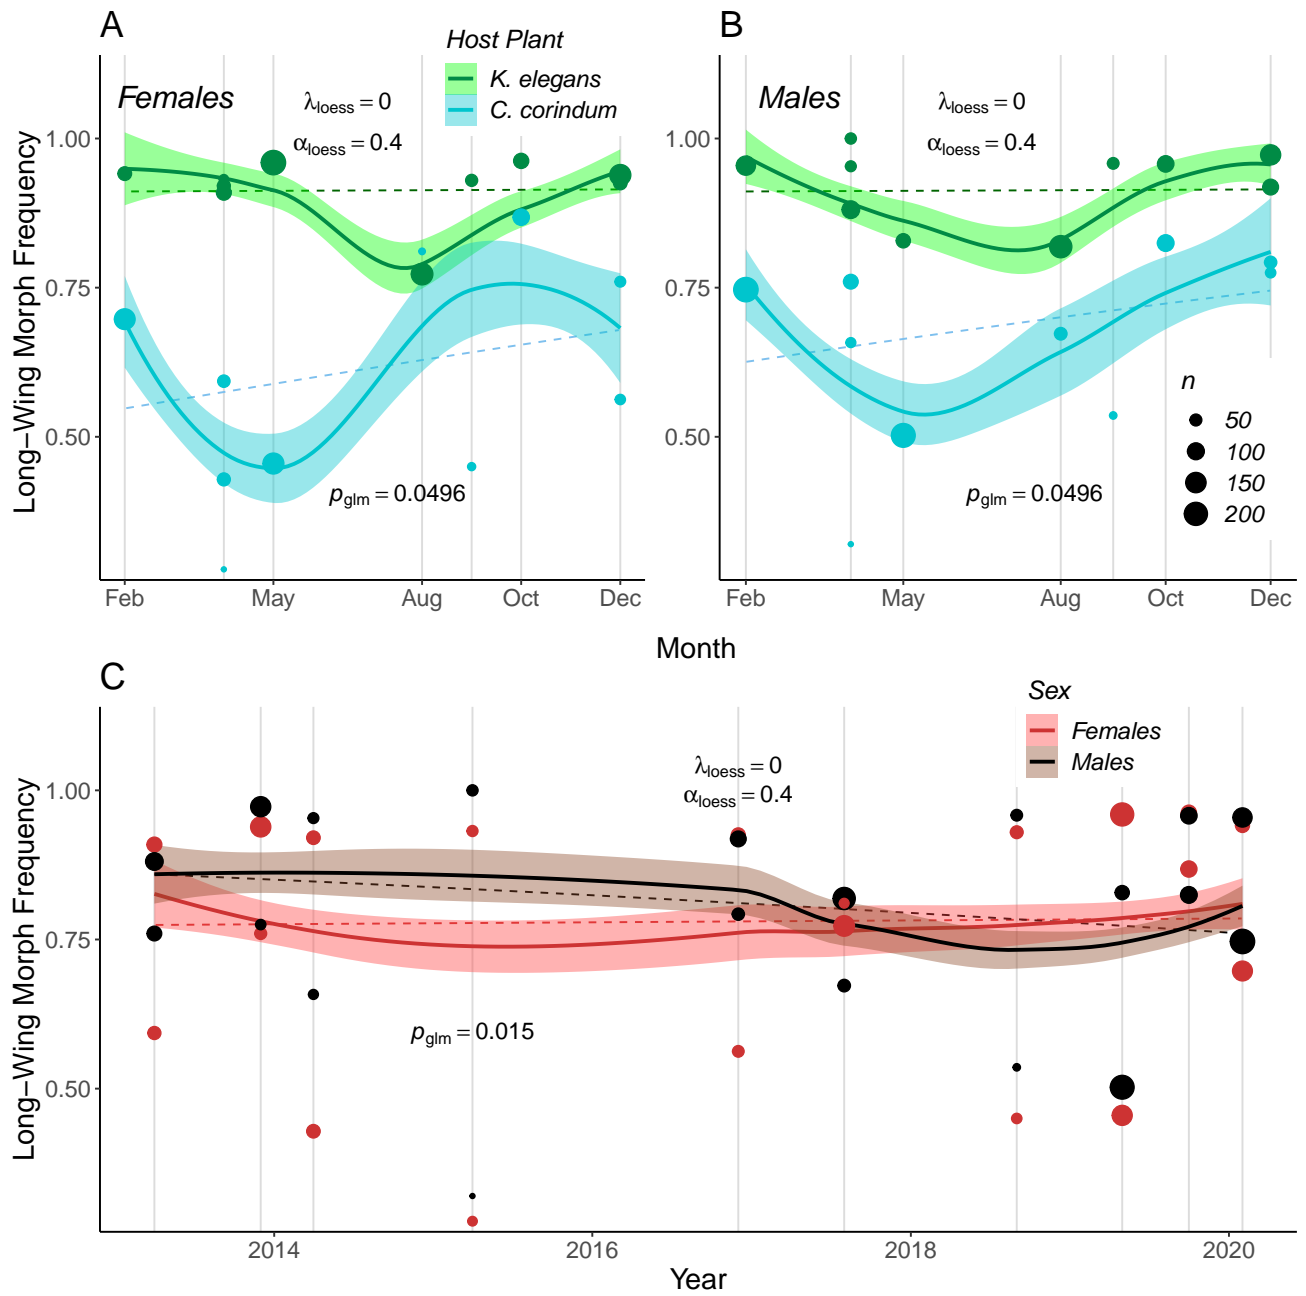 A
Host Plant
K. elegans
C. corindum
Females
λloess = 0
αloess = 0.4
Long−Wing Morph Frequency
1.00
0.75
0.50
pglm = 0.0496
Feb
May
Aug
Oct
Dec
B
Males
λloess = 0
αloess = 0.4
Long−Wing Morph Frequency
1.00
0.75
0.50
n
50
100
150
200
pglm = 0.0496
Feb
May
Aug
Oct
Dec
Month
C
Sex
Females
Males
λloess = 0
αloess = 0.4
Long−Wing Morph Frequency
1.00
0.75
0.50
pglm = 0.015
2014
2016
2018
2020
Year